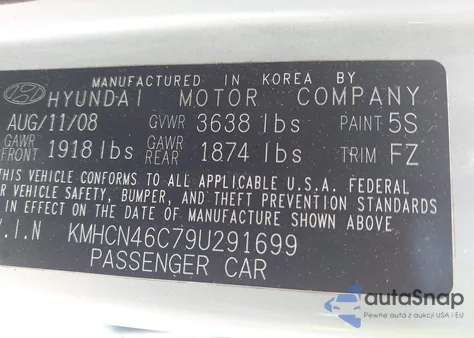 MANUFACTURED IN KOREA BY
HYUNDAI MOTOR COMPANY
AUG/11/08 GVWR 3638 lbs PAINT 5S
GAWR FRONT 1918 lbs GAWR REAR 1874 lbs TRIM FZ
THIS VEHICLE CONFORMS TO ALL APPLICABLE U.S.A. FEDERAL
VEHICLE SAFETY, BUMPER, AND THEFT PREVENTION STANDARDS
IN EFFECT ON THE DATE OF MANUFACTURE SHOWN ABOVE.
V.I.N KMHCN46C79U291699
PASSENGER CAR
autoSnap
Pewne auta z aukcji USA i EU